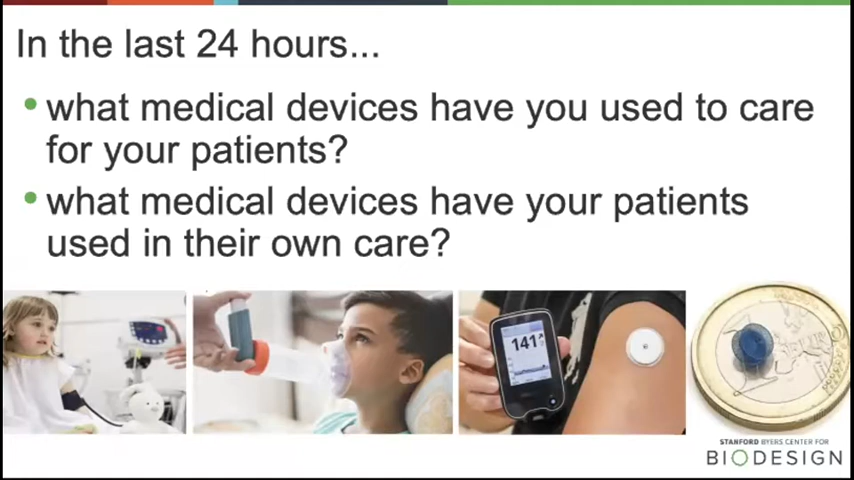 In the last 24 hours...
• what medical devices have you used to care
for your patients?
• what medical devices have your patients
used in their own care?
141
STANFORD BYERS CENTER FOR
BIODESIGN